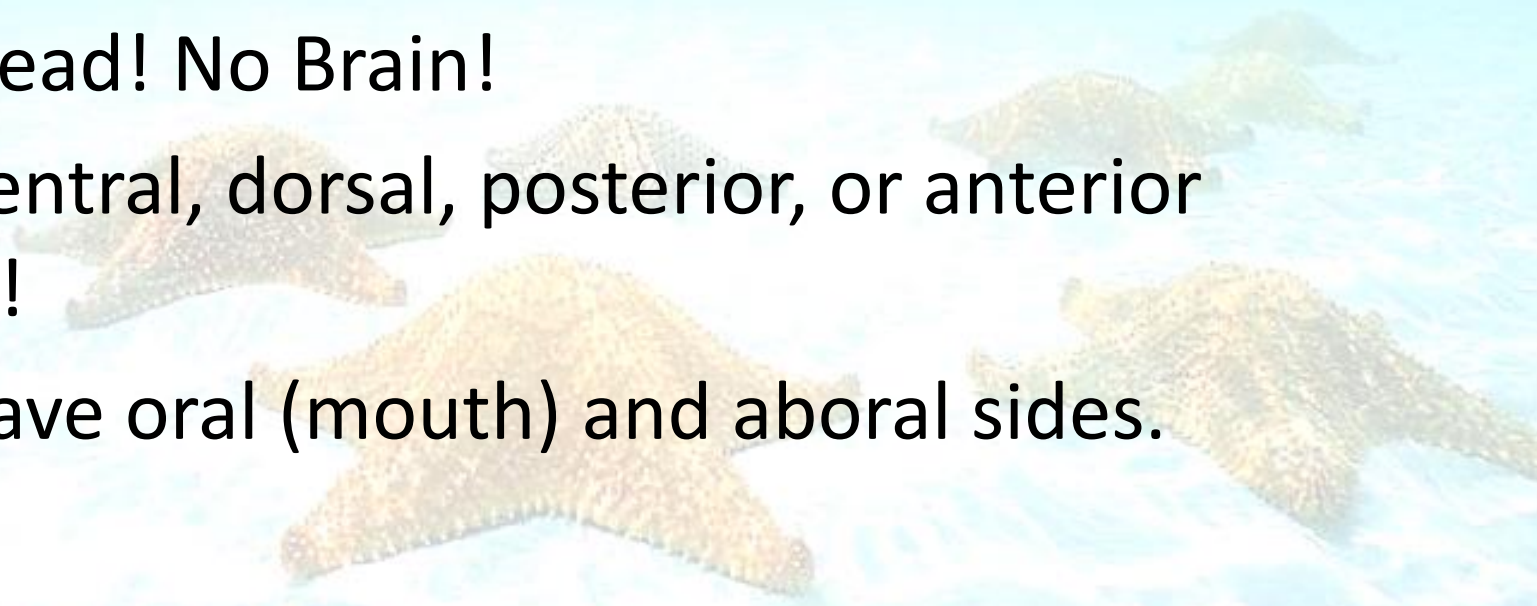 ead! No Brain!
entral, dorsal, posterior, or anterior
!
ave oral (mouth) and aboral sides.